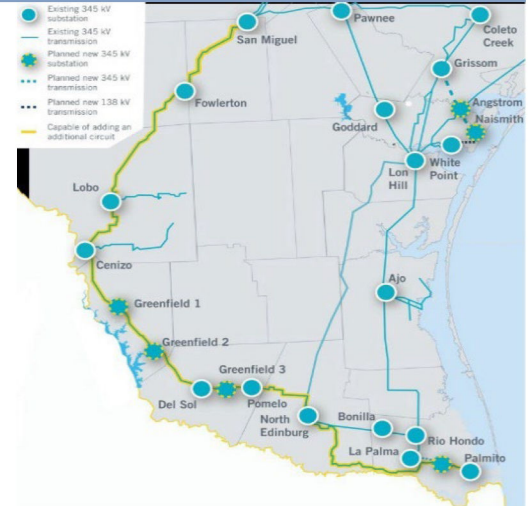 Existing 345 kV
substation
Existing 345 kV
transmission
Planned new 345 kV
substation
Planned new 345 kV
transmission
Planned new 138 kV
transmission
Capable of adding an
additional circuit
San Miguel
Pawnee
Coleto
Creek
Grissom
Fowlerton
Angstrom
Naismith
Goddard
White
Point
Lon
Hill
Lobo
Cenizo
Ajo
Greenfield 1
Greenfield 2
Greenfield 3
Del Sol
Pomelo
North
Edinburg
Bonilla
Rio Hondo
La Palma
Palmito